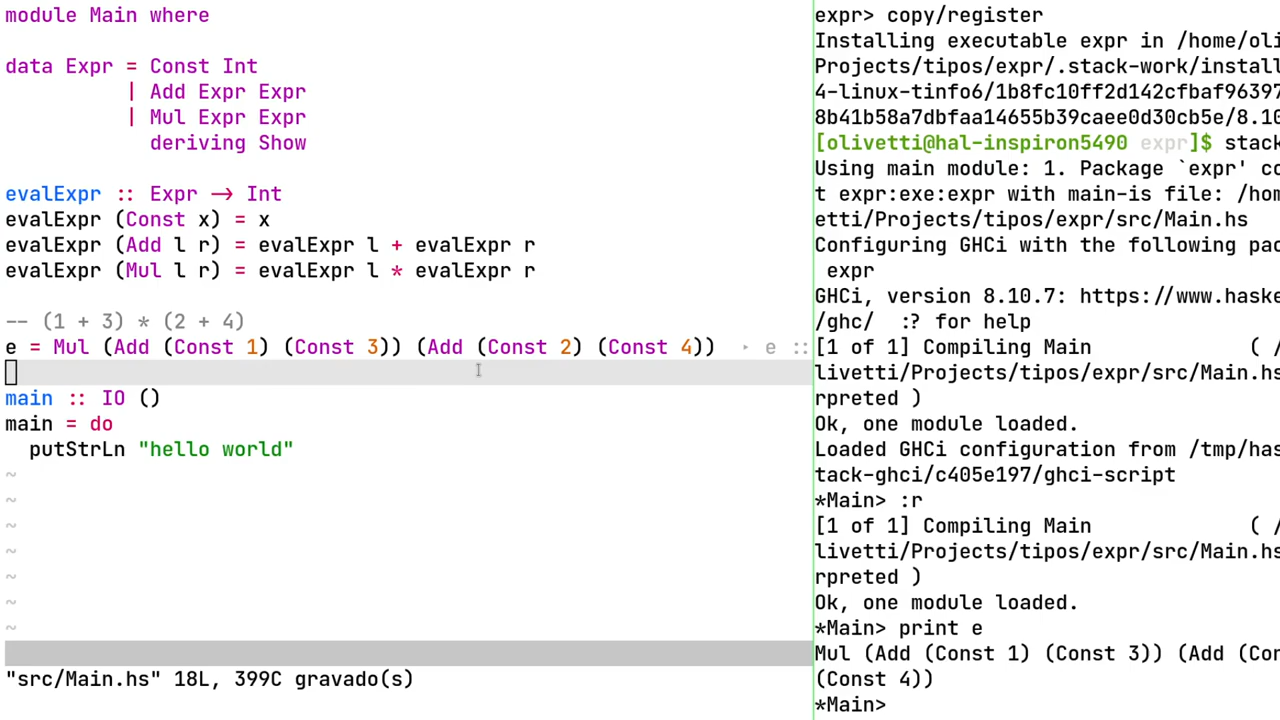 module Main where
data Expr = Const Int
| Add Expr Expr
| Mul Expr Expr
deriving Show
evalExpr :: Expr -> Int
evalExpr (Const x) = x
evalExpr (Add l r) = evalExpr l + evalExpr r
evalExpr (Mul l r) = evalExpr l * evalExpr r
-- (1 + 3) * (2 + 4)
e = Mul (Add (Const 1) (Const 3)) (Add (Const 2) (Const 4)) ‣ e ::
main :: IO ()
main = do
putStrLn "hello world"
~
~
~
~
~
~
~
"src/Main.hs" 18L, 399C gravado(s)
expr> copy/register
Installing executable expr in /home/oli
Projects/tipos/expr/.stack-work/install
4-linux-tinfo6/1b8fc10ff2d142cfbaf96397
8b41b58a7dbfaa14655b39caee0d30cb5e/8.10
[olivetti@hal-inspiron5490 expr]$ stack
Using main module: 1. Package `expr' co
t expr:exe:expr with main-is file: /hom
etti/Projects/tipos/expr/src/Main.hs
Configuring GHCi with the following pac
expr
GHCi, version 8.10.7: https://www.haske
/ghc/ :? for help
[1 of 1] Compiling Main ( /
livetti/Projects/tipos/expr/src/Main.hs
rpreted )
Ok, one module loaded.
Loaded GHCi configuration from /tmp/has
tack-ghci/c405e197/ghci-script
*Main> :r
[1 of 1] Compiling Main ( /
livetti/Projects/tipos/expr/src/Main.hs
rpreted )
Ok, one module loaded.
*Main> print e
Mul (Add (Const 1) (Const 3)) (Add (Con
(Const 4))
*Main>